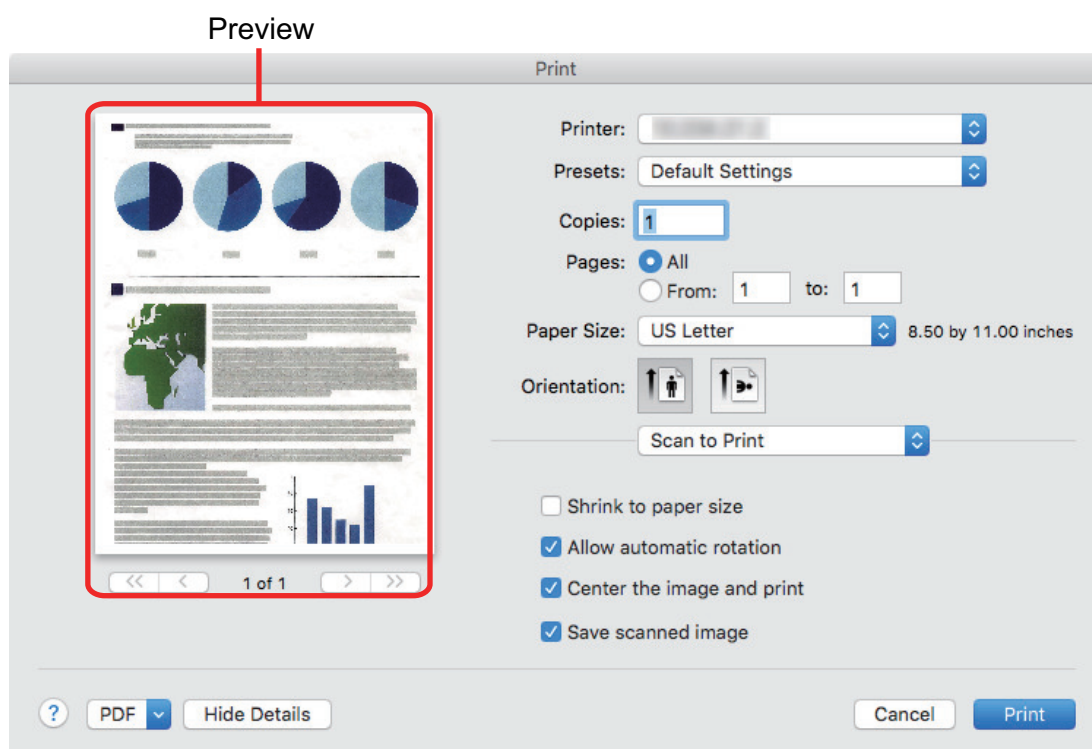 Preview
Print
Printer:
Presets: Default Settings
Copies: 1
Pages: All
From: 1 to: 1
Paper Size: US Letter 8.50 by 11.00 inches
Orientation:
Scan to Print
Shrink to paper size
Allow automatic rotation
Center the image and print
Save scanned image
<< < 1 of 1 > >>
? PDF Hide Details Cancel Print